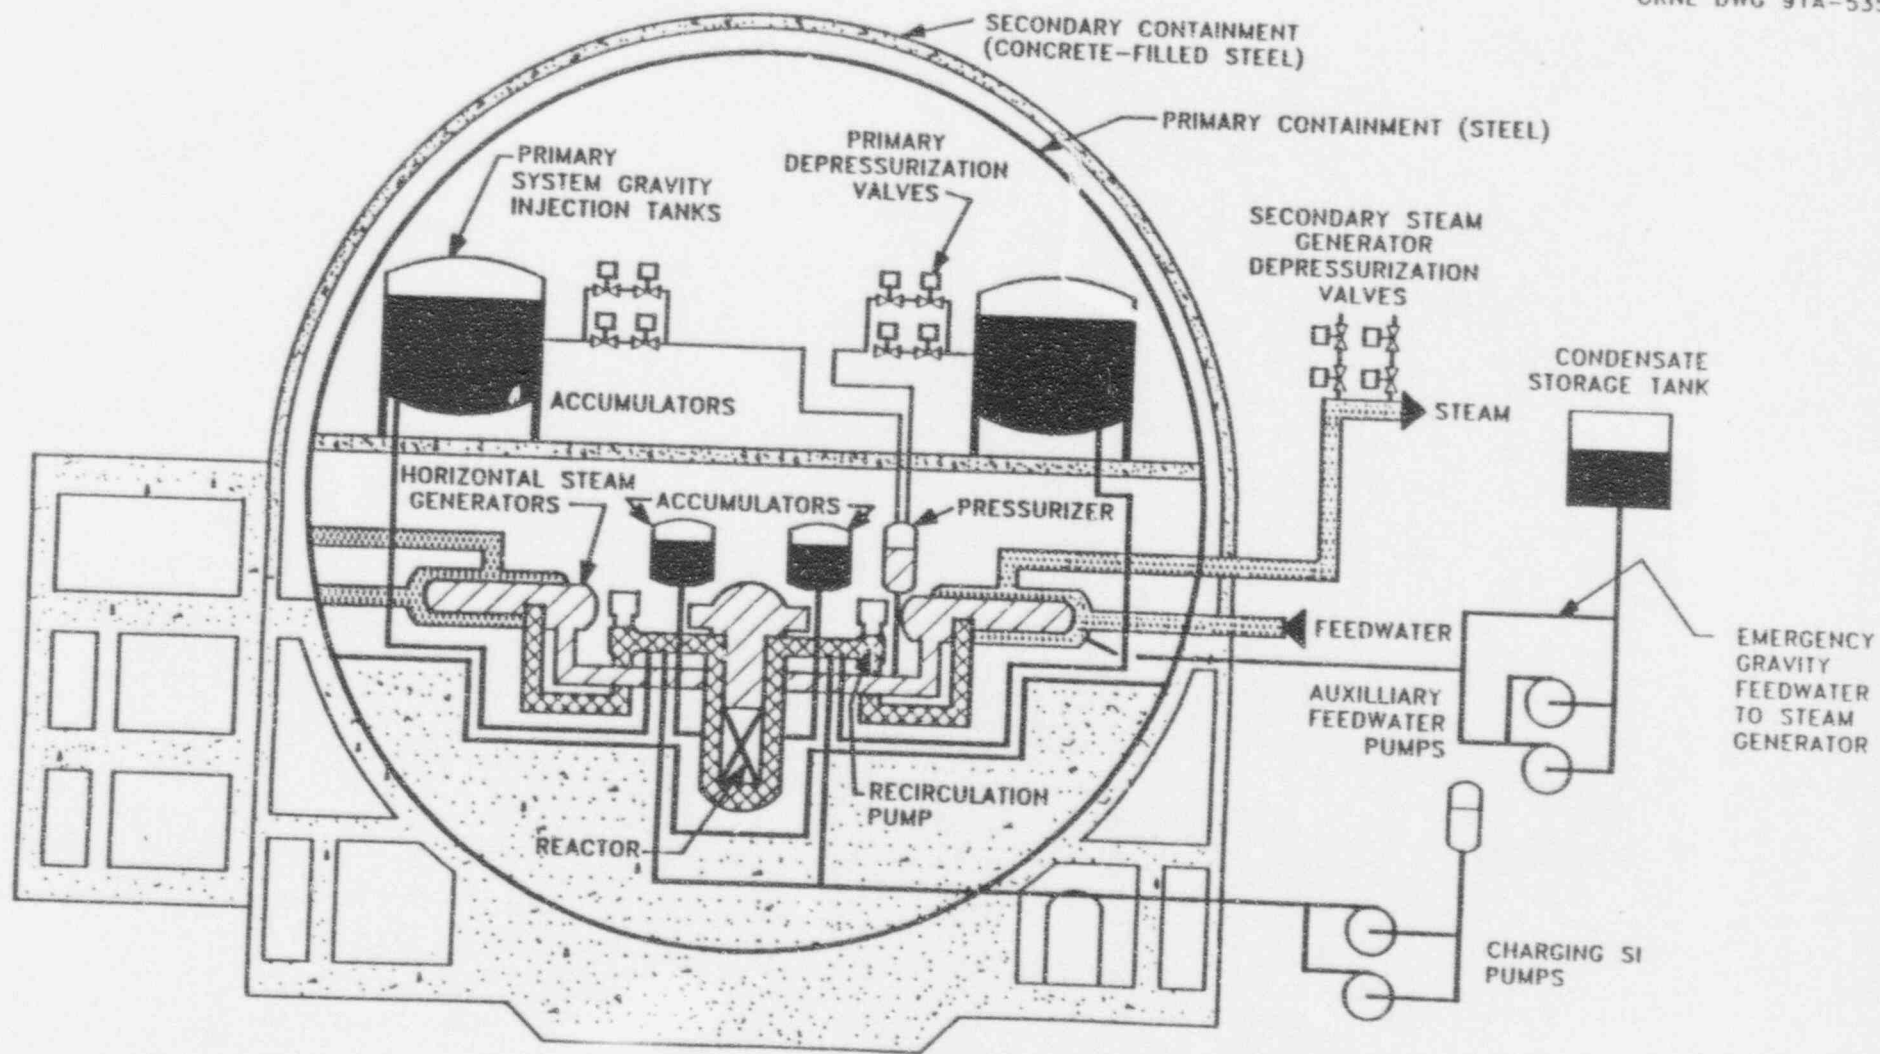 SECONDARY CONTAINMENT
(CONCRETE-FILLED STEEL)
PRIMARY CONTAINMENT (STEEL)
PRIMARY
DEPRESSURIZATION
VALVES
PRIMARY
SYSTEM GRAVITY
INJECTION TANKS
SECONDARY STEAM
GENERATOR
DEPRESSURIZATION
VALVES
CONDENSATE
STORAGE TANK
STEAM
ACCUMULATORS
HORIZONTAL STEAM
GENERATORS
ACCUMULATORS
PRESSURIZER
FEEDWATER
EMERGENCY
GRAVITY
FEEDWATER
TO STEAM
GENERATOR
AUXILLIARY
FEEDWATER
PUMPS
RECIRCULATION
PUMP
REACTOR
CHARGING SI
PUMPS